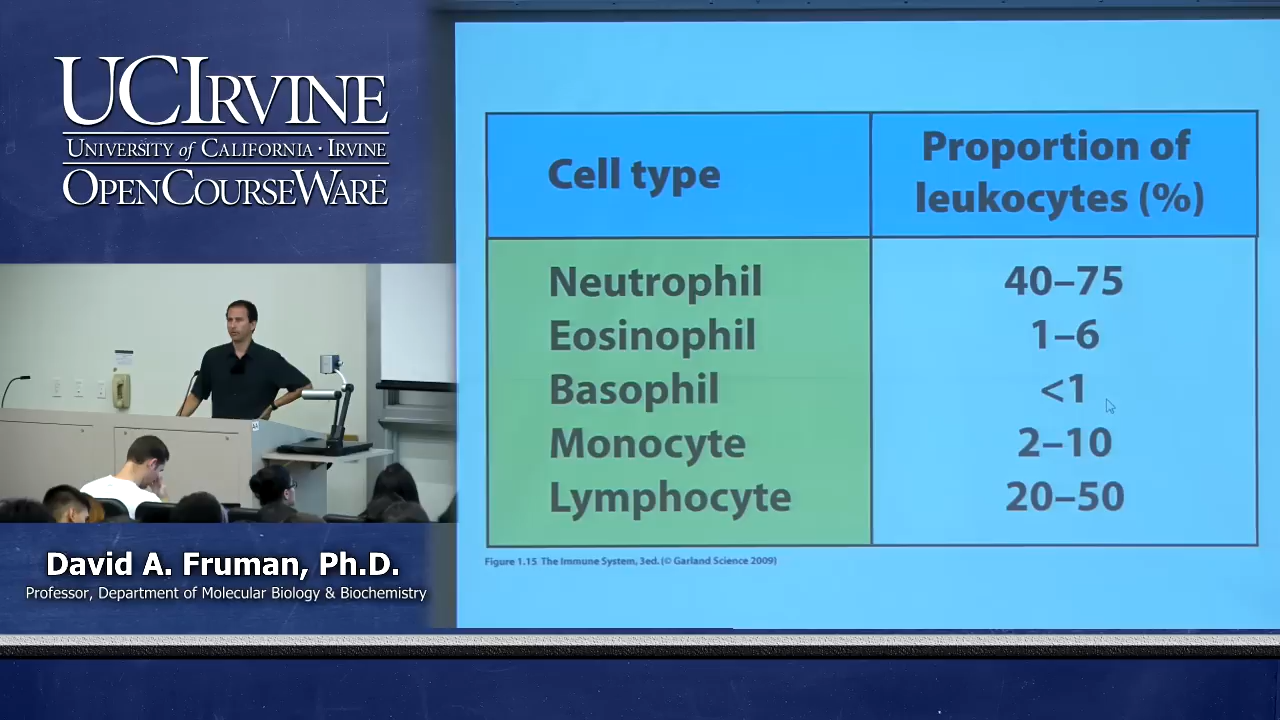 UCIRVINE
UNIVERSITY of CALIFORNIA · IRVINE
OPENCOURSEWARE
David A. Fruman, Ph.D.
Professor, Department of Molecular Biology & Biochemistry
Cell type
Proportion of
leukocytes (%)
Neutrophil 40–75
Eosinophil 1–6
Basophil <1
Monocyte 2–10
Lymphocyte 20–50
Figure 1.15 The Immune System, 3ed. (© Garland Science 2009)